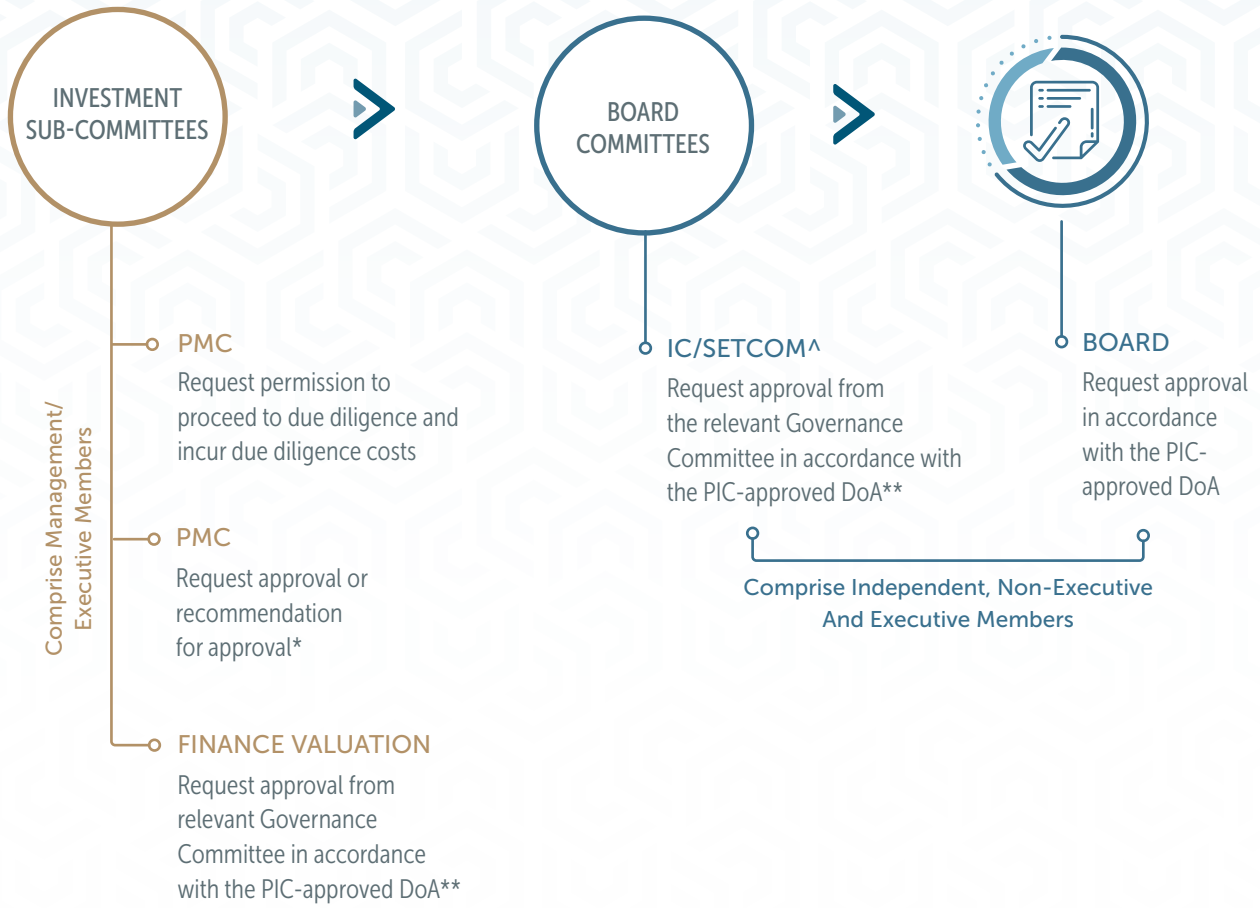 INVESTMENT
SUB-COMMITTEES
BOARD
COMMITTEES
Comprise Management/
Executive Members
PMC
Request permission to
proceed to due diligence and
incur due diligence costs
PMC
Request approval or
recommendation
for approval*
FINANCE VALUATION
Request approval from
relevant Governance
Committee in accordance
with the PIC-approved DoA**
IC/SETCOM^
Request approval from
the relevant Governance
Committee in accordance with
the PIC-approved DoA**
BOARD
Request approval
in accordance
with the PIC-
approved DoA
Comprise Independent, Non-Executive
And Executive Members